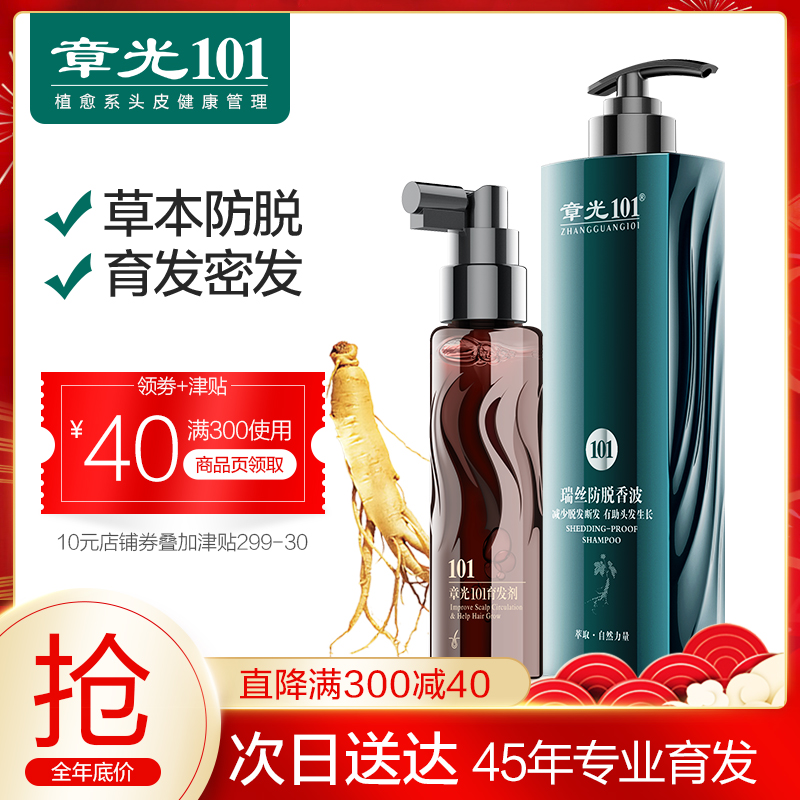 章光101
植愈系头皮健康管理
草本防脱
育发密发
领券+津贴
¥40
满300使用
商品页领取
10元店铺券叠加津贴299-30
章光101®
ZHANGGUANG101
101
瑞丝防脱香波
减少脱发断发 有助头发生长
SHEDDING-PROOF
SHAMPOO
萃取·自然力量
101
章光101育发剂
Improve Scalp Circulation
& Help Hair Grow
抢
全年底价
直降满300减40
次日送达 45年专业育发